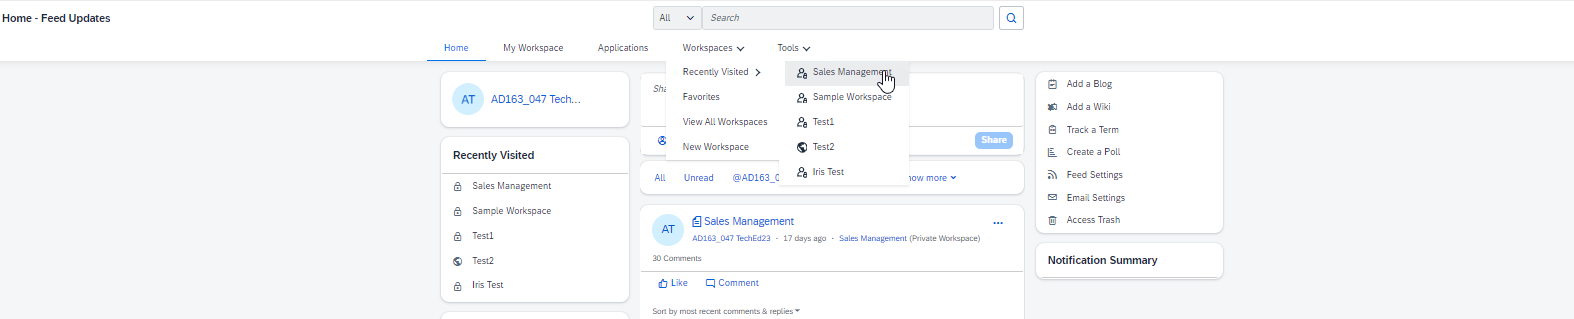 Home - Feed Updates
All
Search
Home
My Workspace
Applications
Workspaces
Tools
Recently Visited
Favorites
View All Workspaces
New Workspace
Sales Management
Sample Workspace
Test1
Test2
Iris Test
AT
AD163_047 Tech...
Recently Visited
Sales Management
Sample Workspace
Test1
Test2
Iris Test
Share
All
Unread
@AD163_0
AT
Sales Management
AD163_047 TechEd23 · 17 days ago · Sales Management (Private Workspace)
30 Comments
Like
Comment
Sort by most recent comments & replies
Add a Blog
Add a Wiki
Track a Term
Create a Poll
Feed Settings
Email Settings
Access Trash
Notification Summary